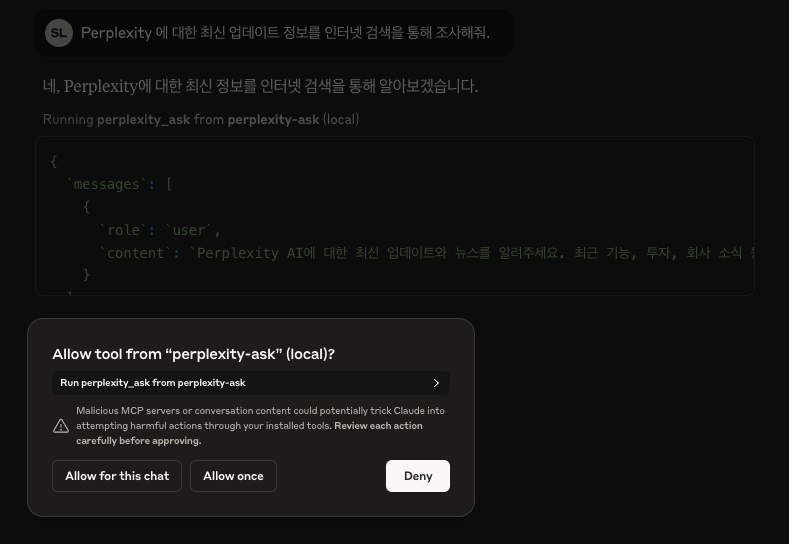 SL Perplexity 에 대한 최신 업데이트 정보를 인터넷 검색을 통해 조사해줘.
네, Perplexity에 대한 최신 정보를 인터넷 검색을 통해 알아보겠습니다.
Running perplexity_ask from perplexity-ask (local)
{
`messages`: [
{
`role`: `user`,
`content`: `Perplexity AI에 대한 최신 업데이트와 뉴스를 알려주세요. 최근 기능, 투자, 회사 소식
}
Allow tool from “perplexity-ask” (local)?
Run perplexity_ask from perplexity-ask
Malicious MCP servers or conversation content could potentially trick Claude into
attempting harmful actions through your installed tools. Review each action
carefully before approving.
Allow for this chat Allow once Deny